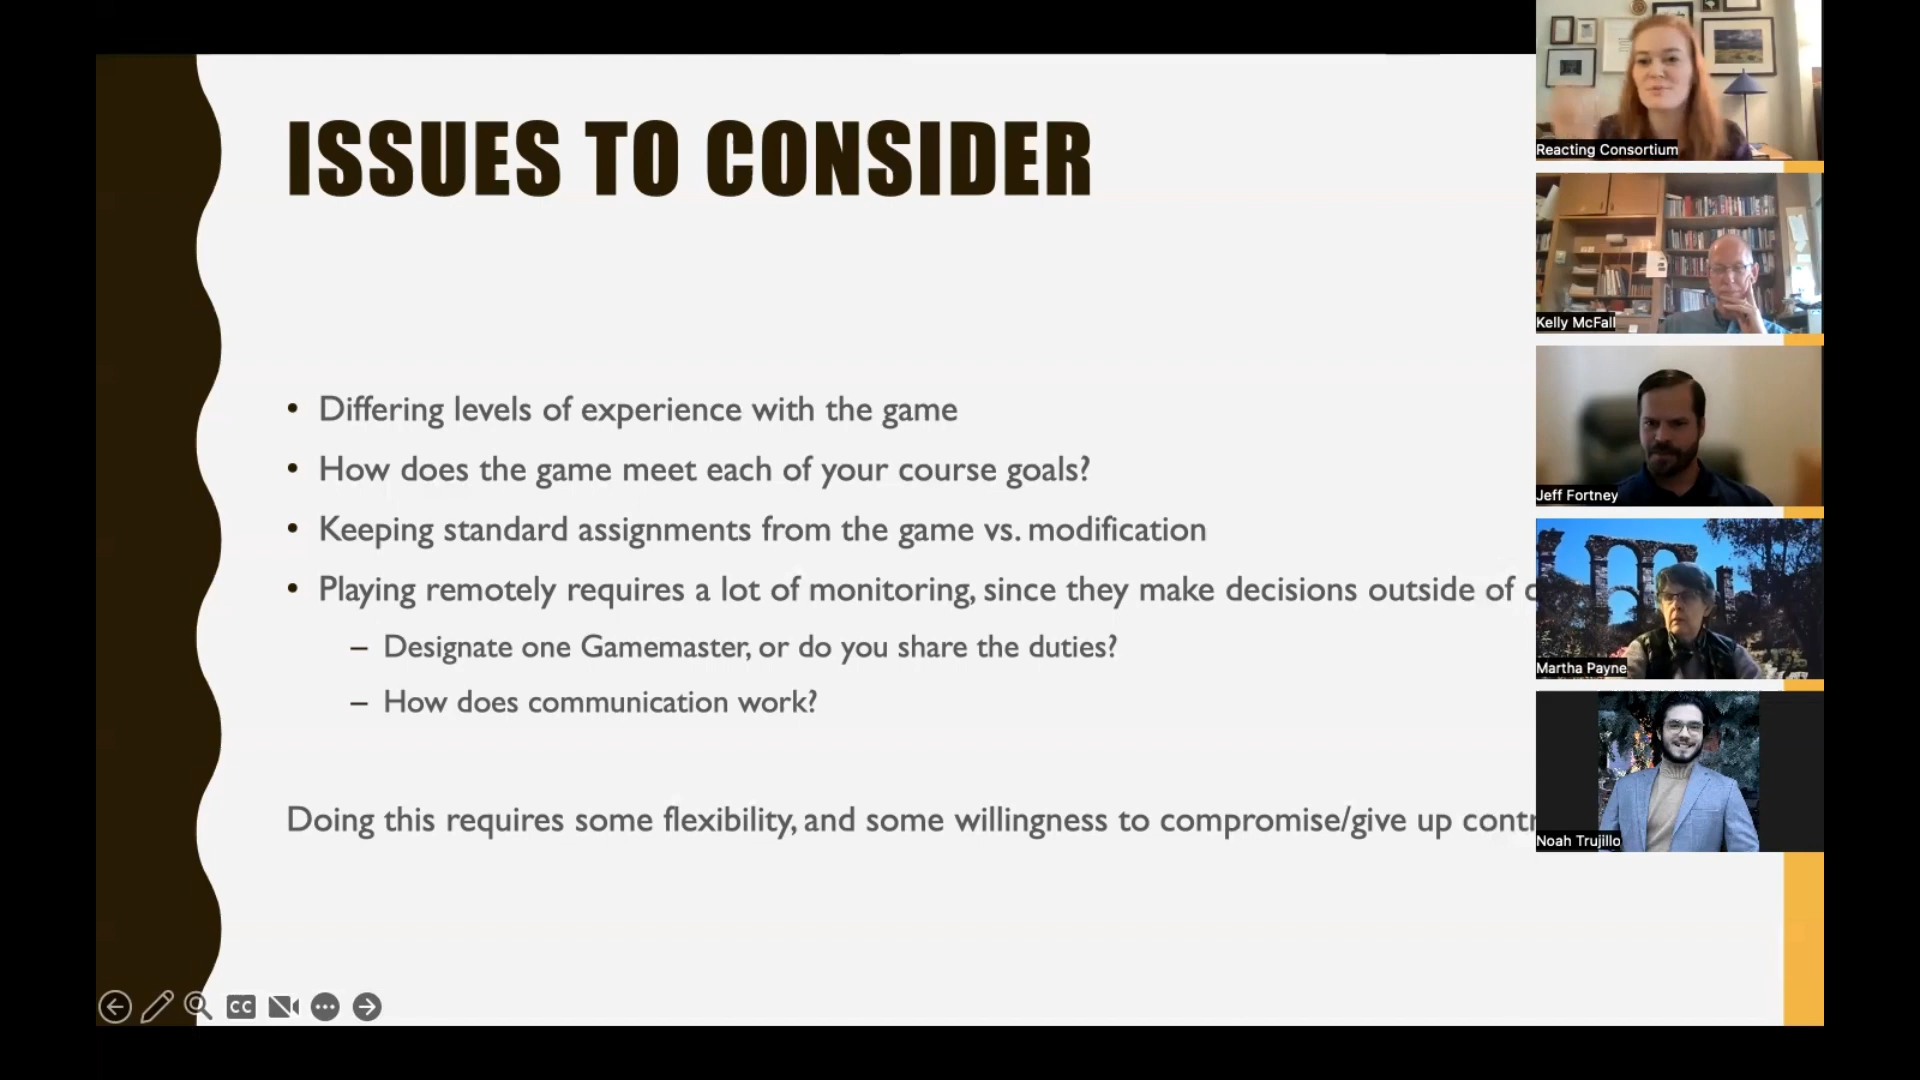 ISSUES TO CONSIDER
• Differing levels of experience with the game
• How does the game meet each of your course goals?
• Keeping standard assignments from the game vs. modification
• Playing remotely requires a lot of monitoring, since they make decisions outside of
– Designate one Gamemaster, or do you share the duties?
– How does communication work?
Doing this requires some flexibility, and some willingness to compromise/give up
Reacting Consortium
Kelly McFall
Jeff Fortney
Martha Payne
Noah Trujillo
CC